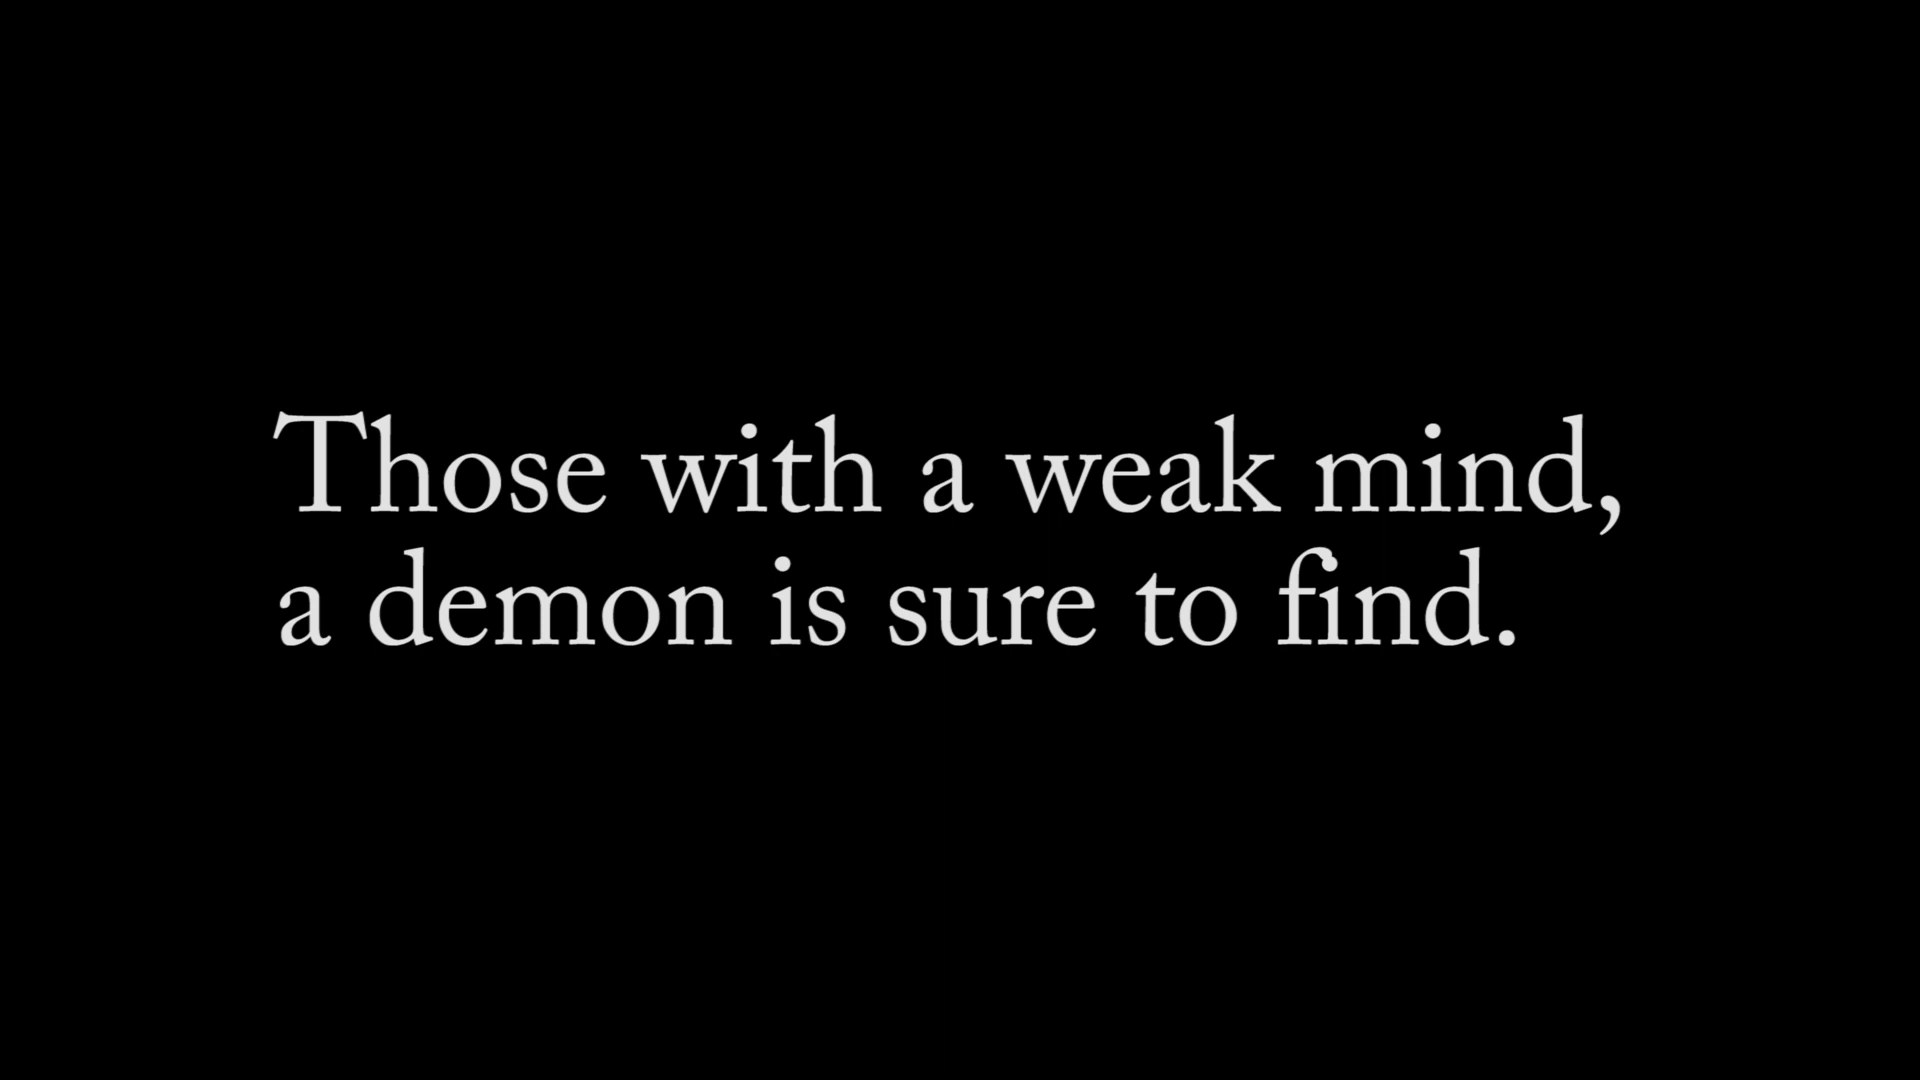 Those with a weak mind,
a demon is sure to find.